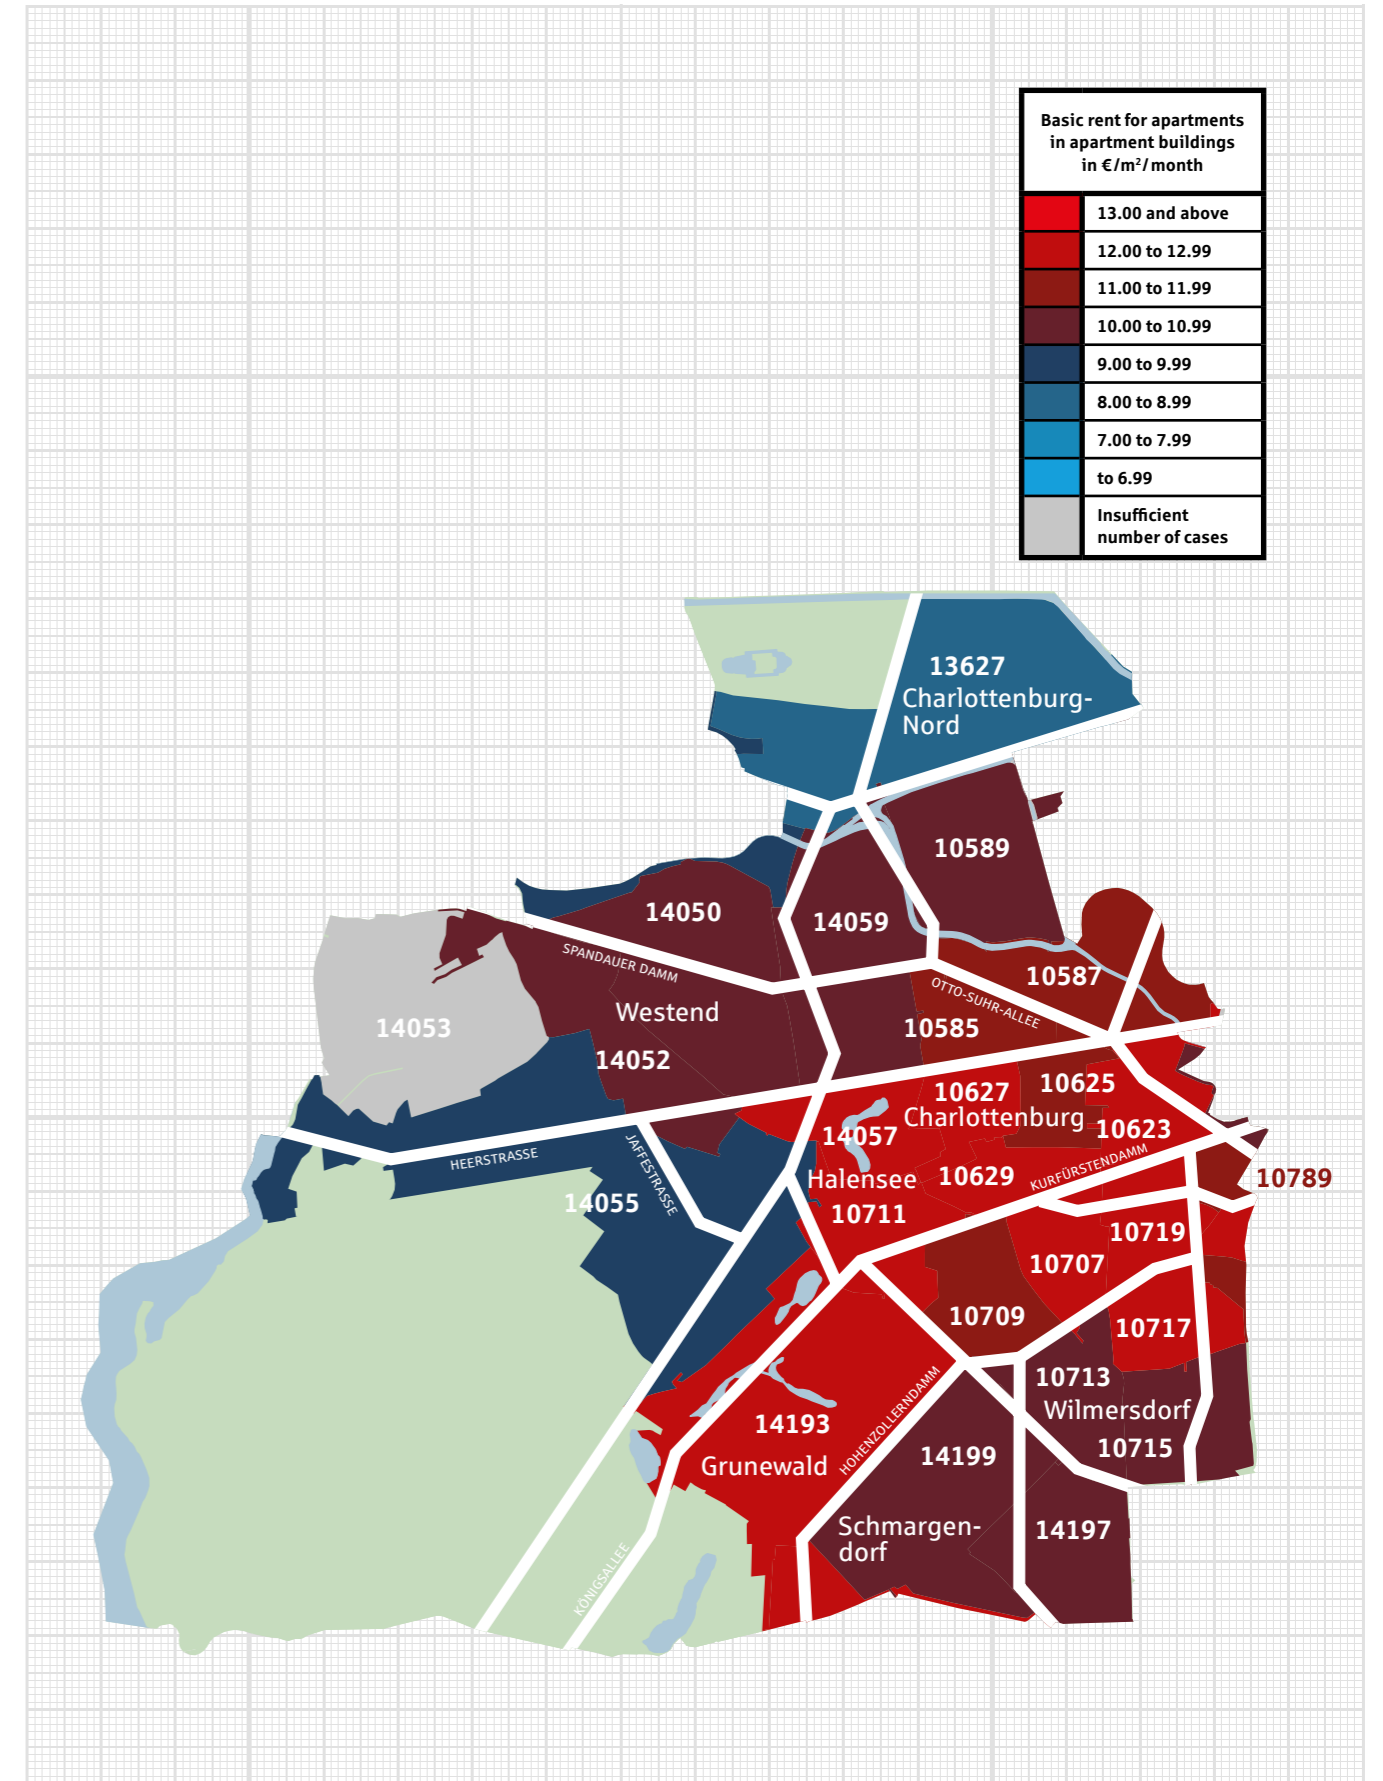 Basic rent for apartments
in apartment buildings
in €/m²/month
13.00 and above
12.00 to 12.99
11.00 to 11.99
10.00 to 10.99
9.00 to 9.99
8.00 to 8.99
7.00 to 7.99
to 6.99
Insufficient
number of cases
13627
Charlottenburg-
Nord
10589
14050
14059
SPANDAUER DAMM
10587
OTTO-SUHR-ALLEE
Westend
14053
10585
14052
10625
10627
Charlottenburg
10623
14057
HEERSTRASSE
JAFFESTRASSE
KURFÜRSTENDAMM
10629
10789
Halensee
14055
10711
10719
10707
10709
10717
10713
Wilmersdorf
14193
HOHENZOLLERNDAMM
10715
14199
Grunewald
Schmargen-
dorf
14197
KÖNIGSALLEE